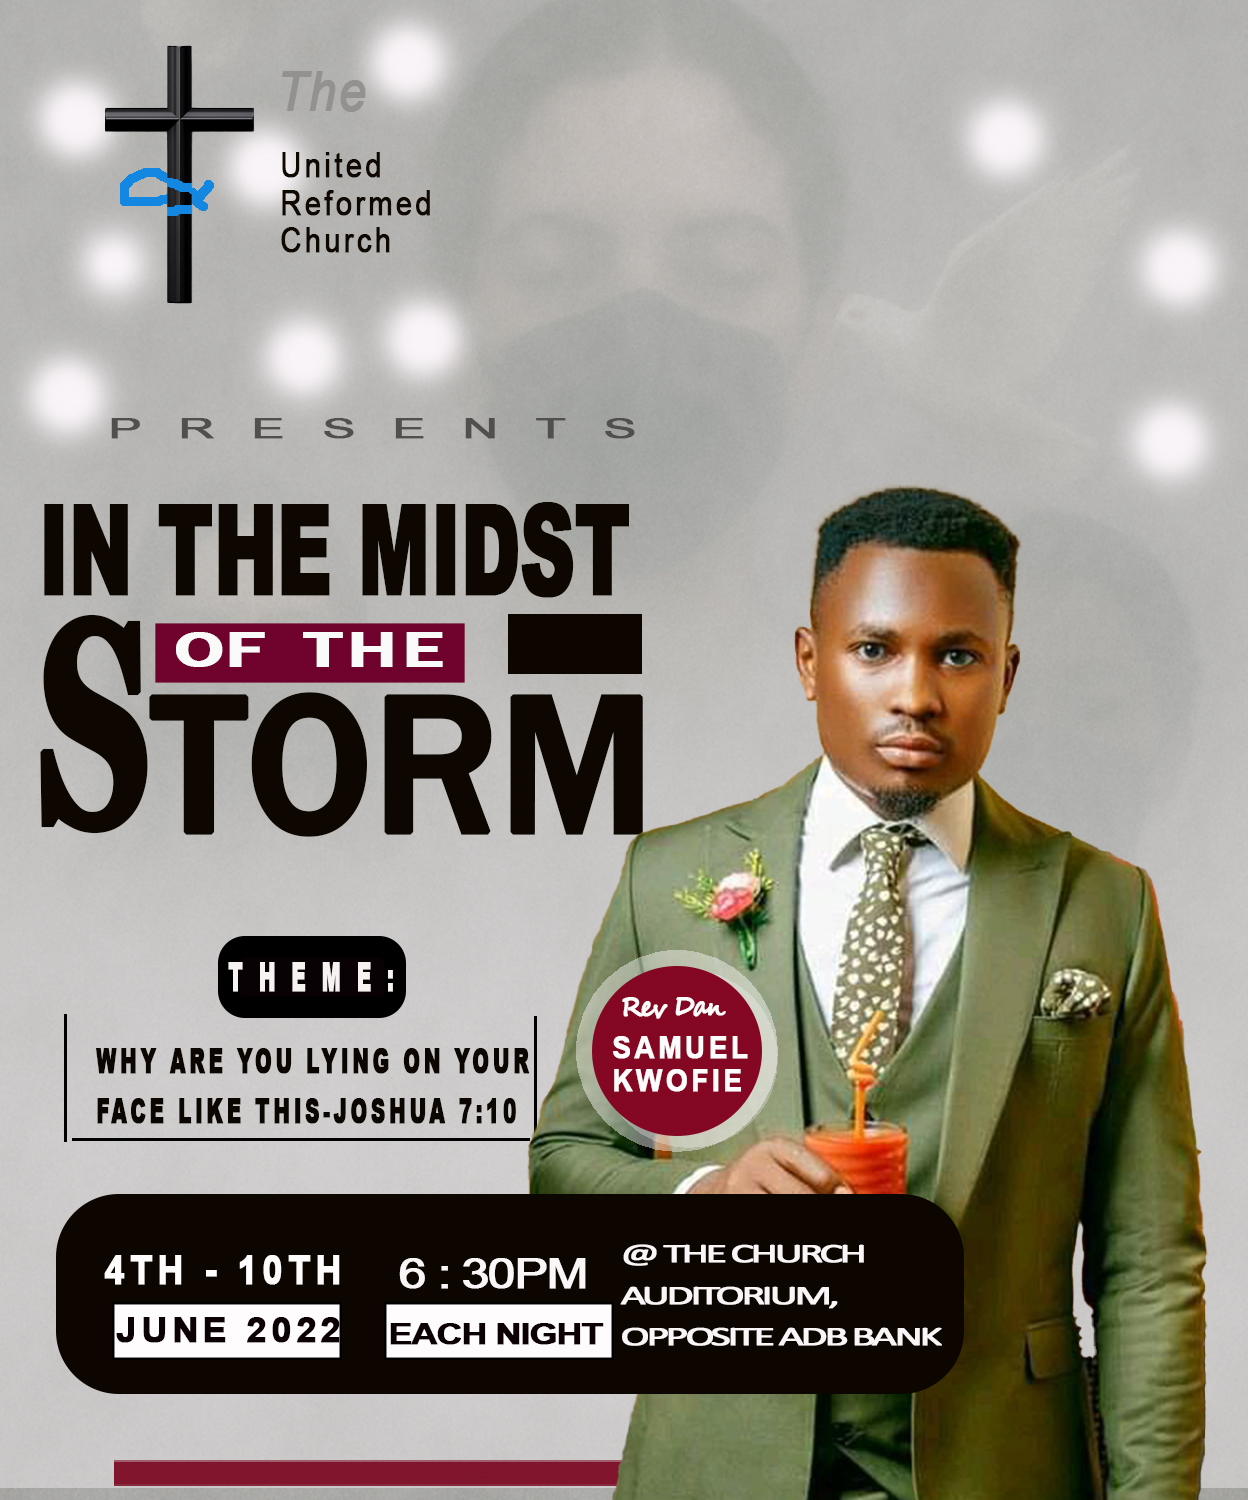 The
United
Reformed
Church
PRESENTS
IN THE MIDST
OF THE
STORM
THEME:
WHY ARE YOU LYING ON YOUR
FACE LIKE THIS-JOSHUA 7:10
Rev Dan
SAMUEL
KWOFIE
4TH - 10TH
JUNE 2022
6 : 30PM
EACH NIGHT
@ THE CHURCH
AUDITORIUM,
OPPOSITE ADB BANK